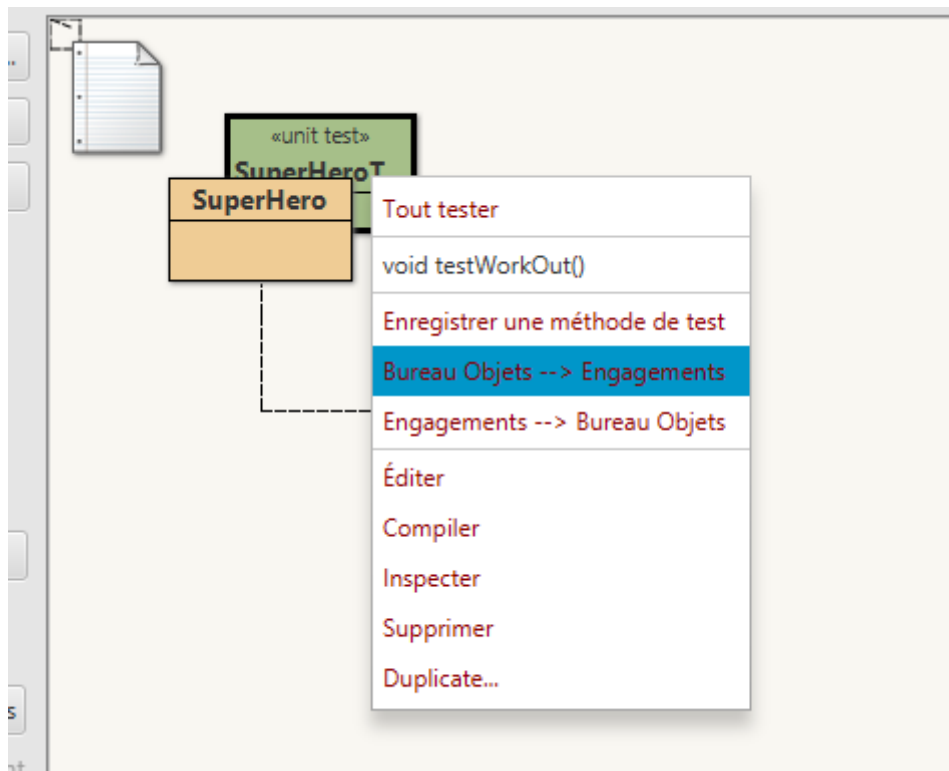 ..
«unit test»
SuperHeroT
SuperHero
Tout tester
void testWorkOut()
Enregistrer une méthode de test
Bureau Objets --> Engagements
Engagements --> Bureau Objets
Éditer
Compiler
Inspecter
Supprimer
Duplicate...
s